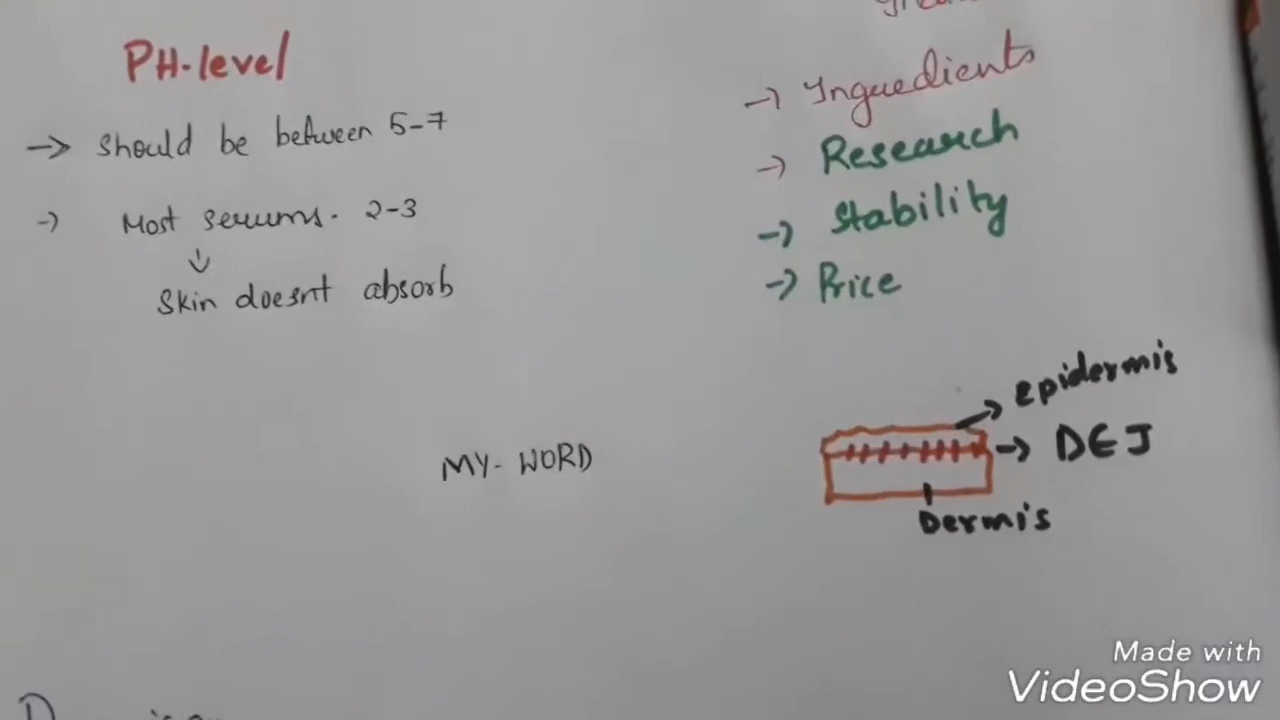 PH-level
→ should be between 5-7
→ Most serums. 2-3
↓
Skin doesnt absorb
→ Ingredients
→ Research
→ Stability
→ Price
→ epidermis
→ DEJ
Dermis
MY-WORD
Made with
VideoShow